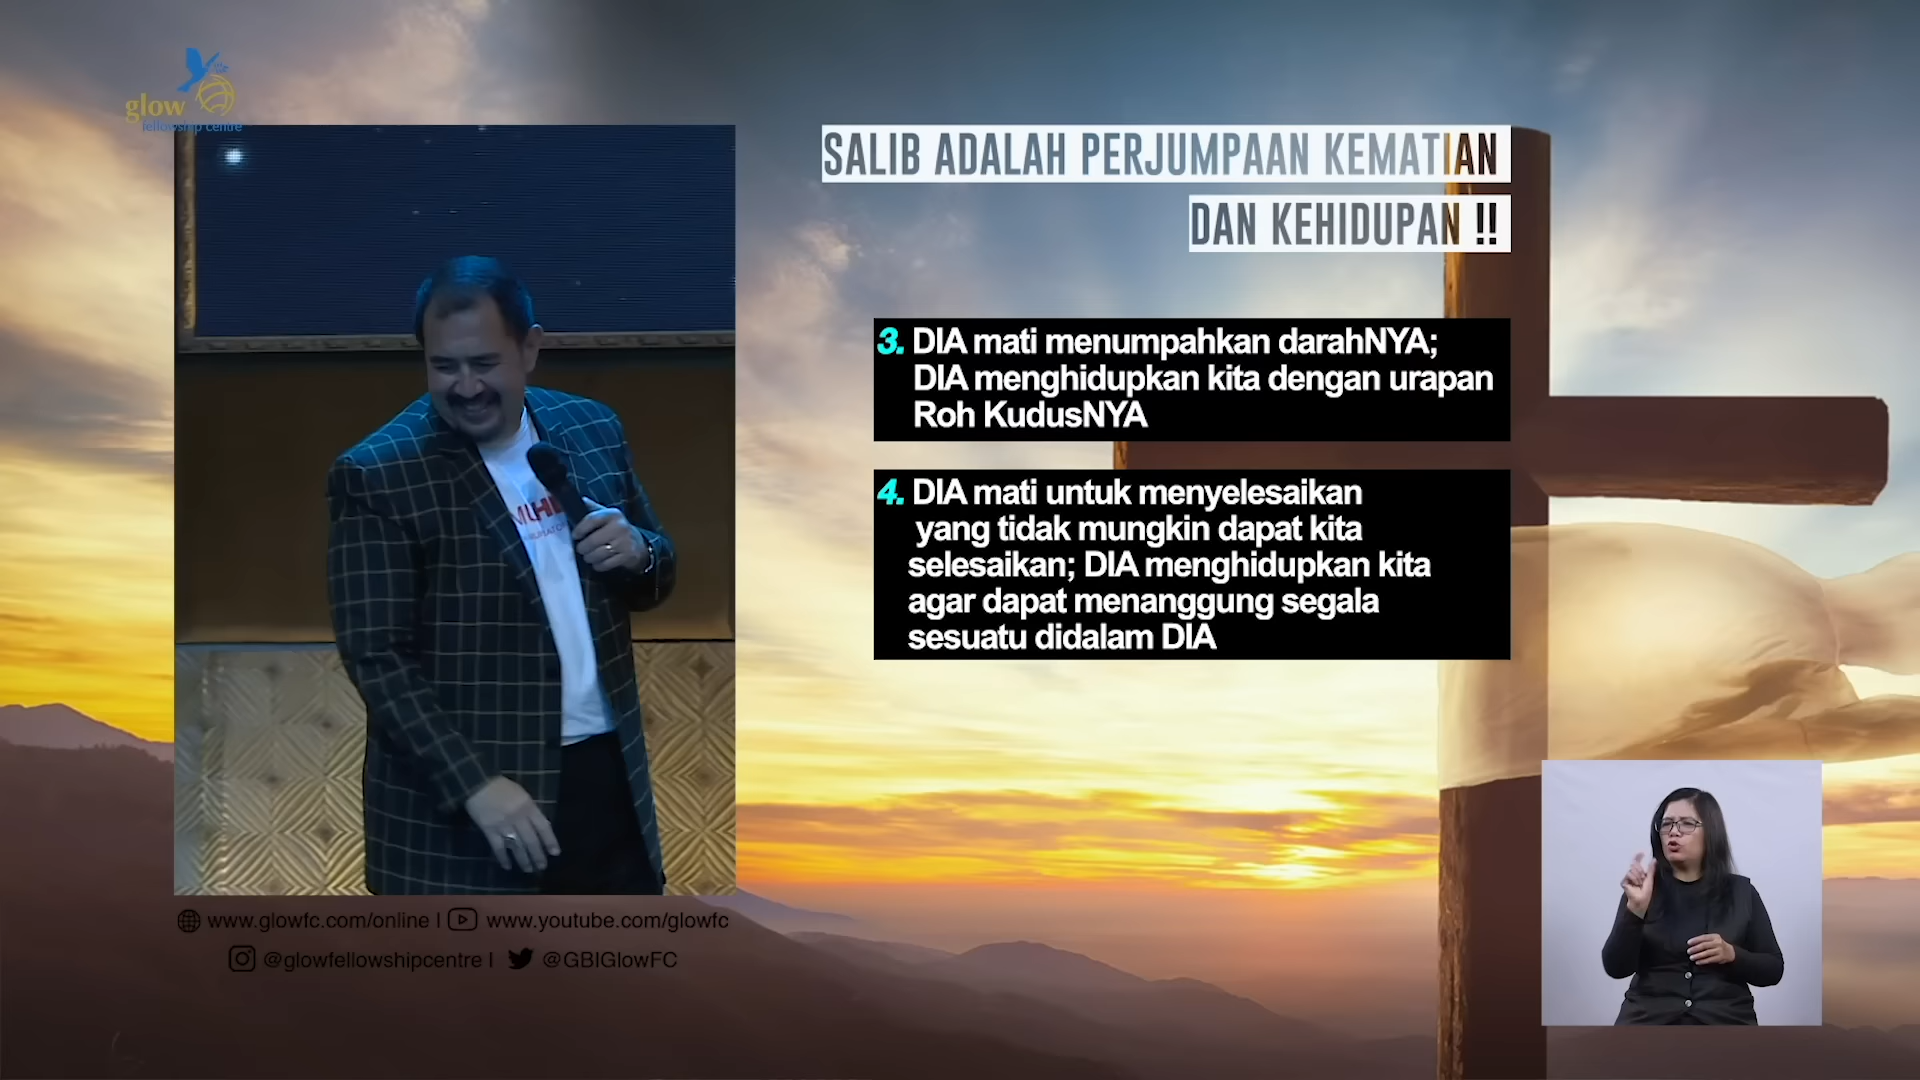 glow
fellowship centre
SALIB ADALAH PERJUMPAAN KEMATIAN
DAN KEHIDUPAN !!
3. DIA mati menumpahkan darahNYA;
DIA menghidupkan kita dengan urapan
Roh KudusNYA
4. DIA mati untuk menyelesaikan
yang tidak mungkin dapat kita
selesaikan; DIA menghidupkan kita
agar dapat menanggung segala
sesuatu didalam DIA
www.glowfc.com/online I www.youtube.com/glowfc
@glowfellowshipcentre I @GBIGlowFC